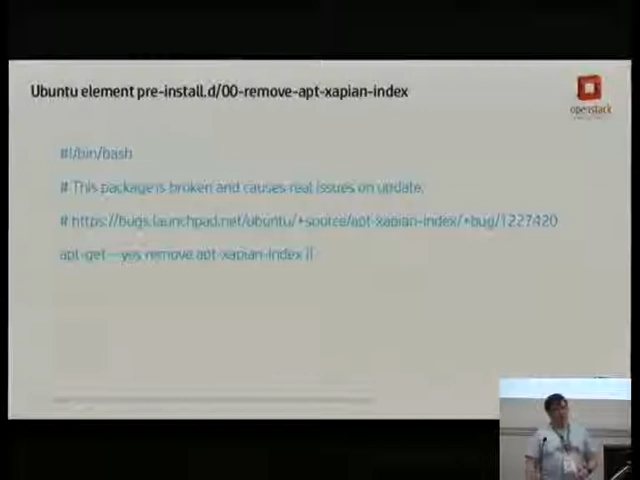 Ubuntu element pre-install.d/00-remove-apt-xapian-index
openstack
#!/bin/bash
# This package is broken and causes real issues on update.
# https://bugs.launchpad.net/ubuntu/+source/apt-xapian-index/+bug/1227420
apt-get --yes remove apt-xapian-index ||